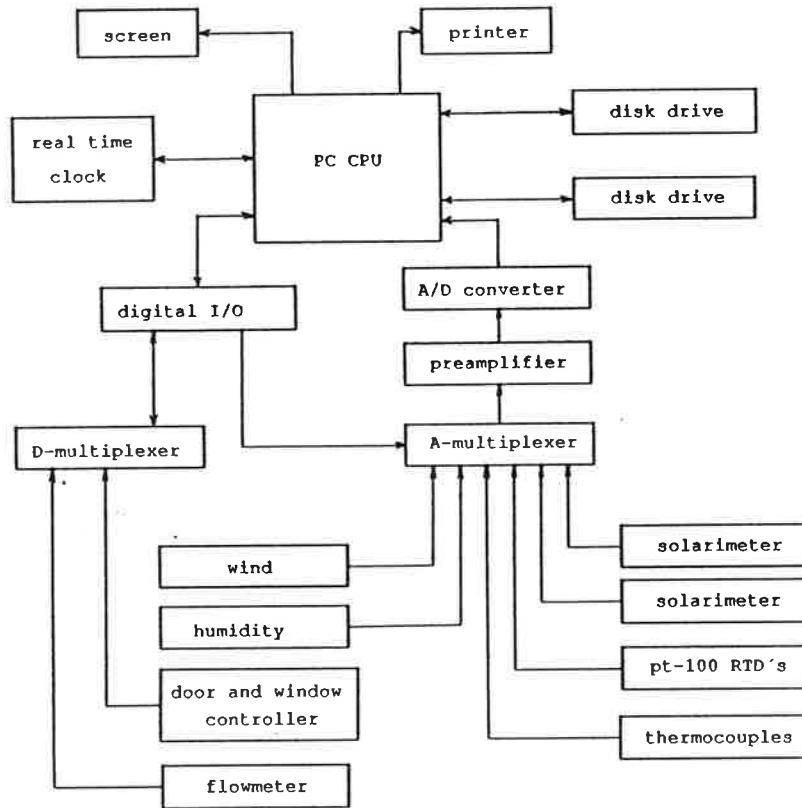 screen
printer
real time
clock
PC CPU
disk drive
disk drive
digital I/O
A/D converter
preamplifier
D-multiplexer
A-multiplexer
wind
humidity
door and window
controller
flowmeter
solarimeter
solarimeter
pt-100 RTD´s
thermocouples